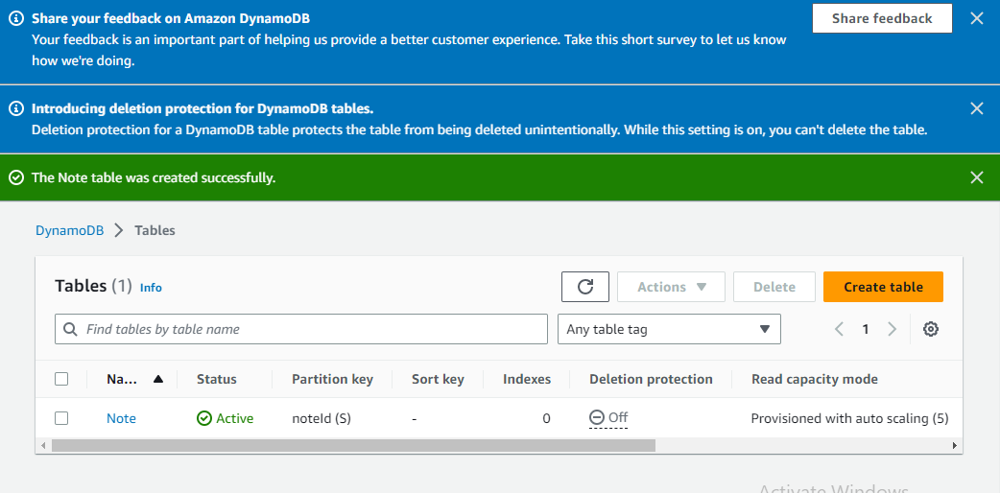 Share your feedback on Amazon DynamoDB
Share feedback
Your feedback is an important part of helping us provide a better customer experience. Take this short survey to let us know
how we're doing.
Introducing deletion protection for DynamoDB tables.
Deletion protection for a DynamoDB table protects the table from being deleted unintentionally. While this setting is on, you can't delete the table.
The Note table was created successfully.
DynamoDB > Tables
Tables (1) Info
Actions
Delete
Create table
Find tables by table name
Any table tag
1
Na... Status Partition key Sort key Indexes Deletion protection Read capacity mode
Note Active noteId (S) - 0 Off Provisioned with auto scaling (5)
Activate Windows